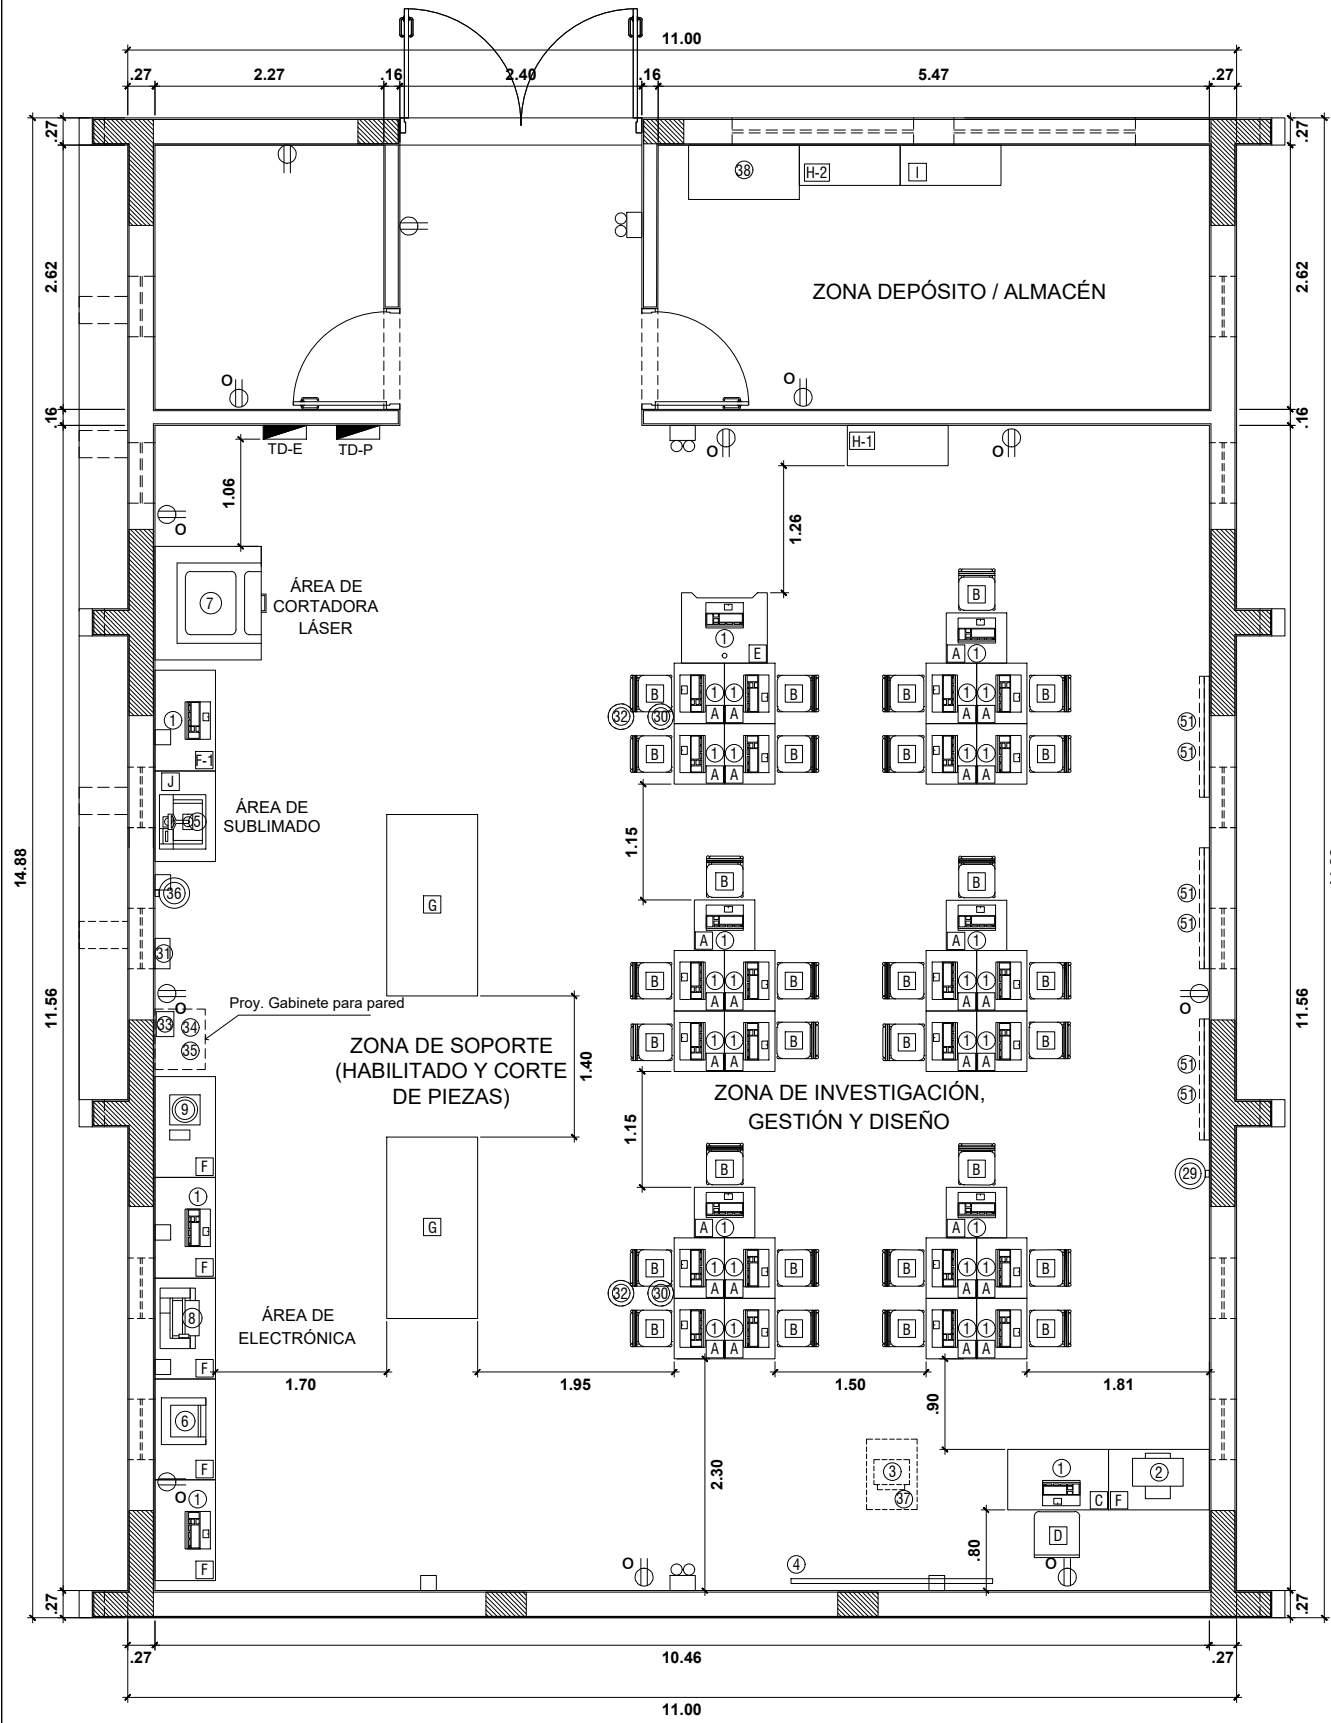 11.00
.27 2.27 .16 2.40 .16 5.47 .27
.27 .27
38 H-2 I
2.62 2.62
ZONA DEPÓSITO / ALMACÉN
O O
.16 .16
TD-E TD-P O H-1 O
1.06
O
1.26
7
ÁREA DE
CORTADORA
LÁSER
B
1 E A 1
B 1 1 B B 1 1 B
32 30 A A A A
1 51
F-1 B 1 1 B B 1 1 B 51
A A A A
J
ÁREA DE
SUBLIMADO
05
1.15
14.88
B B
36 G 51
A 1 A 1 51
31
B 1 1 B B 1 1 B
A A A A
O O
Proy. Gabinete para pared
11.56 11.56
33 34
35
ZONA DE SOPORTE
(HABILITADO Y CORTE
DE PIEZAS)
1.40
B 1 1 B B 1 1 B
A A A A
51
51
ZONA DE INVESTIGACIÓN,
GESTIÓN Y DISEÑO
9
1.15
F
B B
29
1
G A 1 A 1
F
B 1 1 B B 1 1 B
32 30 A A A A
8
ÁREA DE
ELECTRÓNICA
B 1 1 B B 1 1 B
A A A A
F
1.70 1.95 1.50 1.81
.90
6
F
2.30
3 1 2
37 C F
O 1
D
.80
F
O 4 O
.27 .27
.27 10.46 .27
11.00